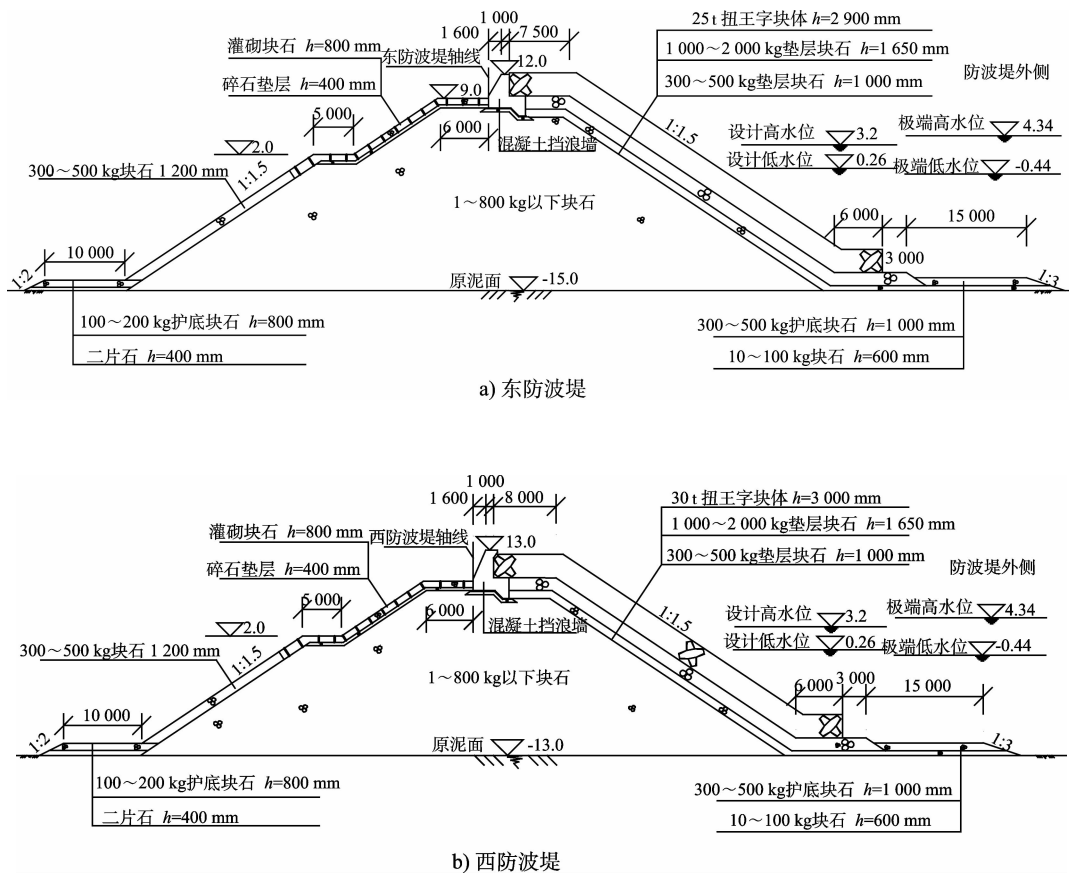 1 000
1 600
7 500
25 t 扭王字块体 h=2 900 mm
灌砌块石 h=800 mm
东防波堤轴线
12.0
1 000～2 000 kg垫层块石 h=1 650 mm
碎石垫层 h=400 mm
9.0
300～500 kg垫层块石 h=1 000 mm
防波堤外侧
5 000
6 000
混凝土挡浪墙
1:1.5
设计高水位
3.2
极端高水位
4.34
2.0
设计低水位
0.26
极端低水位
-0.44
300～500 kg块石 1 200 mm
1:1.5
1～800 kg以下块石
6 000
15 000
10 000
3 000
1:2
原泥面
-15.0
1:3
100～200 kg护底块石 h=800 mm
300～500 kg护底块石 h=1 000 mm
二片石 h=400 mm
10～100 kg块石 h=600 mm
a) 东防波堤
1 000
1 600
8 000
30 t 扭王字块体 h=3 000 mm
灌砌块石 h=800 mm
西防波堤轴线
13.0
1 000～2 000 kg垫层块石 h=1 650 mm
碎石垫层 h=400 mm
300～500 kg垫层块石 h=1 000 mm
防波堤外侧
5 000
6 000
混凝土挡浪墙
1:1.5
设计高水位
3.2
极端高水位
4.34
2.0
设计低水位
0.26
极端低水位
-0.44
300～500 kg块石 1 200 mm
1:1.5
1～800 kg以下块石
6 000
3 000
15 000
10 000
1:2
原泥面
-13.0
1:3
100～200 kg护底块石 h=800 mm
300～500 kg护底块石 h=1 000 mm
二片石 h=400 mm
10～100 kg块石 h=600 mm
b) 西防波堤